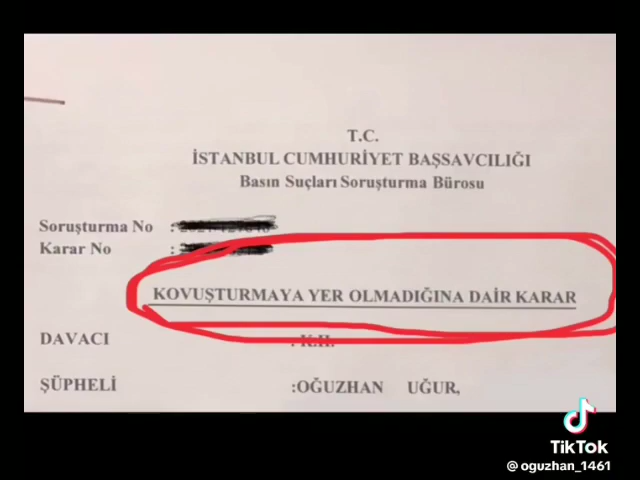 T.C.
İSTANBUL CUMHURİYET BAŞSAVCILIĞI
Basın Suçları Soruşturma Bürosu
Soruşturma No :
Karar No :
KOVUŞTURMAYA YER OLMADIĞINA DAİR KARAR
DAVACI : K.H.
ŞÜPHELİ :OĞUZHAN UĞUR,
TikTok
@oguzhan_1461